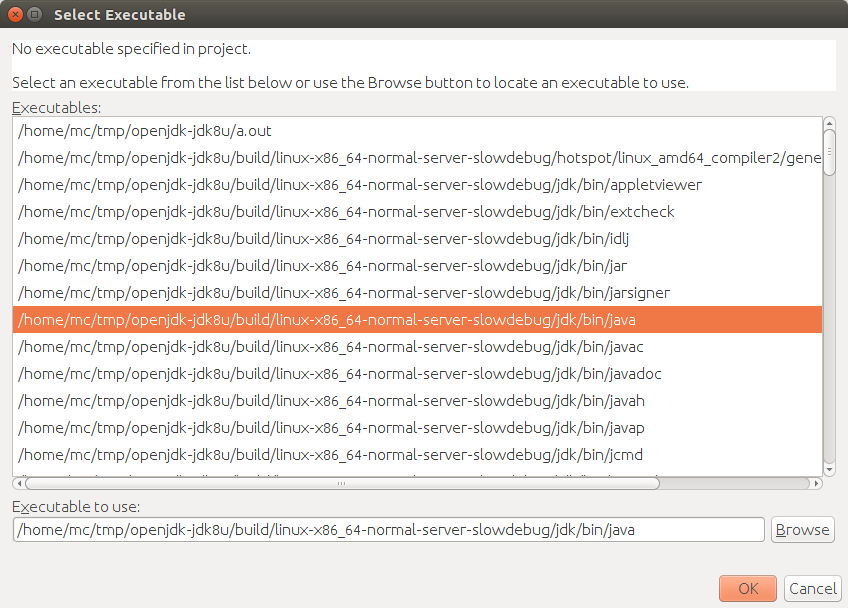 Select Executable
No executable specified in project.
Select an executable from the list below or use the Browse button to locate an executable to use.
Executables:
/home/mc/tmp/openjdk-jdk8u/a.out
/home/mc/tmp/openjdk-jdk8u/build/linux-x86_64-normal-server-slowdebug/hotspot/linux_amd64_compiler2/gene
/home/mc/tmp/openjdk-jdk8u/build/linux-x86_64-normal-server-slowdebug/jdk/bin/appletviewer
/home/mc/tmp/openjdk-jdk8u/build/linux-x86_64-normal-server-slowdebug/jdk/bin/extcheck
/home/mc/tmp/openjdk-jdk8u/build/linux-x86_64-normal-server-slowdebug/jdk/bin/idlj
/home/mc/tmp/openjdk-jdk8u/build/linux-x86_64-normal-server-slowdebug/jdk/bin/jar
/home/mc/tmp/openjdk-jdk8u/build/linux-x86_64-normal-server-slowdebug/jdk/bin/jarsigner
/home/mc/tmp/openjdk-jdk8u/build/linux-x86_64-normal-server-slowdebug/jdk/bin/java
/home/mc/tmp/openjdk-jdk8u/build/linux-x86_64-normal-server-slowdebug/jdk/bin/javac
/home/mc/tmp/openjdk-jdk8u/build/linux-x86_64-normal-server-slowdebug/jdk/bin/javadoc
/home/mc/tmp/openjdk-jdk8u/build/linux-x86_64-normal-server-slowdebug/jdk/bin/javah
/home/mc/tmp/openjdk-jdk8u/build/linux-x86_64-normal-server-slowdebug/jdk/bin/javap
/home/mc/tmp/openjdk-jdk8u/build/linux-x86_64-normal-server-slowdebug/jdk/bin/jcmd
Executable to use:
/home/mc/tmp/openjdk-jdk8u/build/linux-x86_64-normal-server-slowdebug/jdk/bin/java
Browse
OK
Cancel